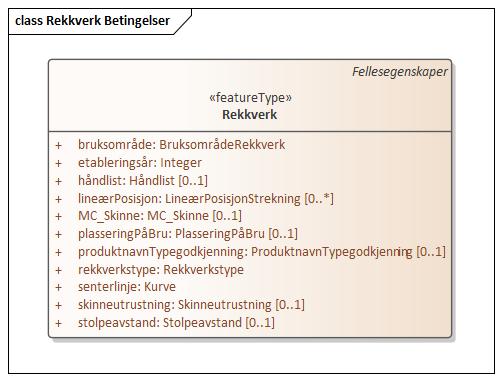 class Rekkverk Betingelser
Fellesegenskaper
«featureType»
Rekkverk
+ bruksområde: BruksområdeRekkverk
+ etableringsår: Integer
+ håndlist: Håndlist [0..1]
+ lineærPosisjon: LineærPosisjonStrekning [0..*]
+ MC_Skinne: MC_Skinne [0..1]
+ plasseringPåBru: PlasseringPåBru [0..1]
+ produktnavnTypegodkjenning: ProduktnavnTypegodkjenning [0..1]
+ rekkverkstype: Rekkverkstype
+ senterlinje: Kurve
+ skinneutrustning: Skinneutrustning [0..1]
+ stolpeavstand: Stolpeavstand [0..1]